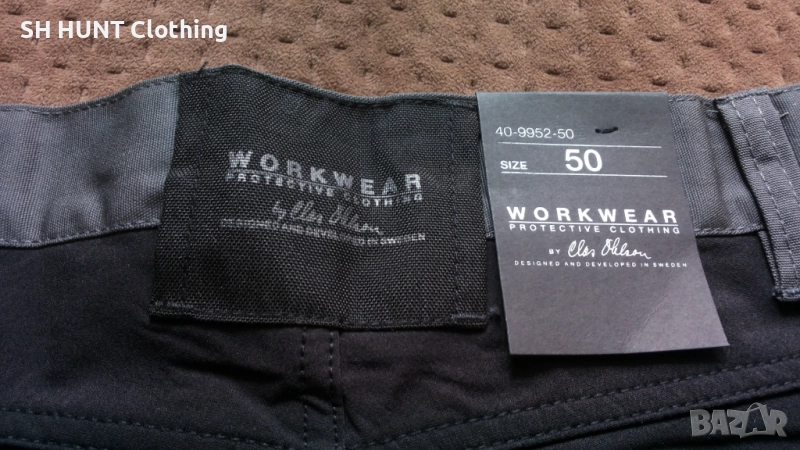 SH HUNT Clothing
WORKWEAR
PROTECTIVE CLOTHING
by Clas Ohlson
DESIGNED AND DEVELOPED IN SWEDEN
40-9952-50
SIZE 50
WORKWEAR
PROTECTIVE CLOTHING
BY Clas Ohlson
DESIGNED AND DEVELOPED IN SWEDEN
BAZAR